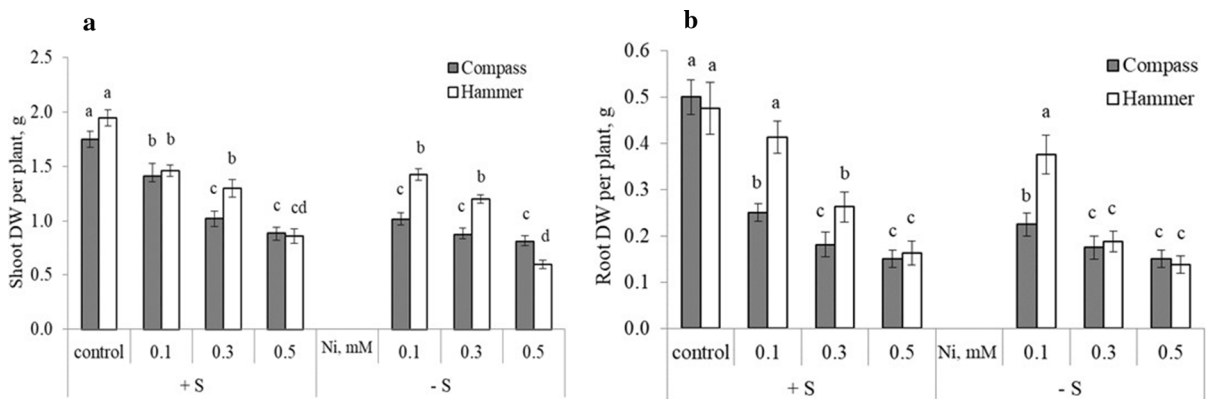 a
2.5
2.0
1.5
1.0
0.5
0.0
Shoot DW per plant, g
Compass
Hammer
a a
b b
c b
c cd
c b
c b
c d
control 0.1 0.3 0.5 Ni, mM 0.1 0.3 0.5
+ S - S
b
0.6
0.5
0.4
0.3
0.2
0.1
0.0
Root DW per plant, g
Compass
Hammer
a a
b a
c b
c c
b a
c c
c c
control 0.1 0.3 0.5 Ni, mM 0.1 0.3 0.5
+ S - S